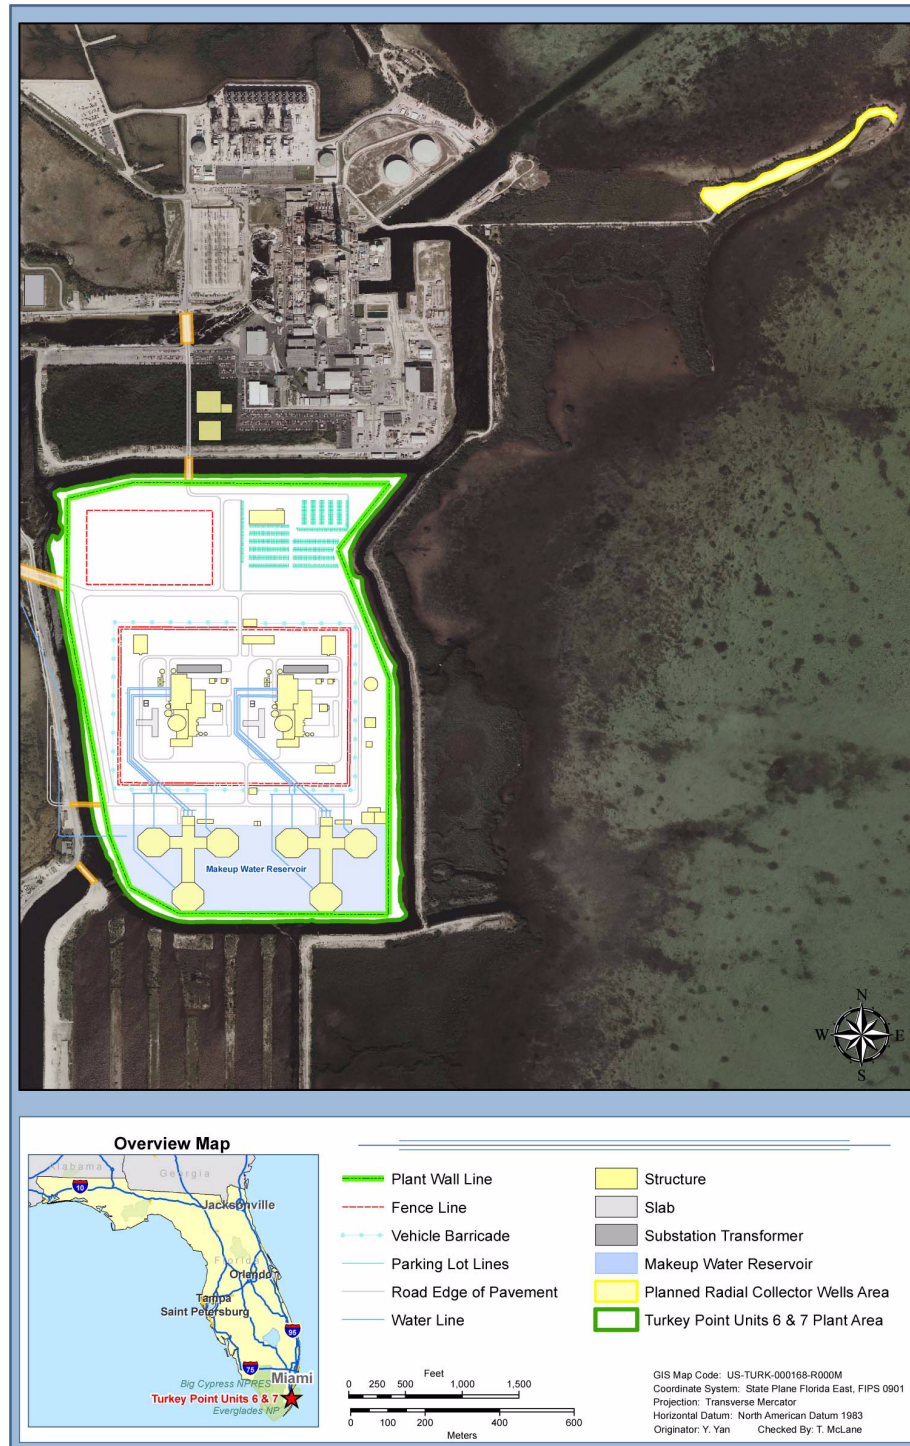 Makeup Water Reservoir
N
W
E
S
Overview Map
Alabama
Georgia
10
Jacksonville
Florida
Orlando
Tampa
Saint Petersburg
95
75
Miami
Big Cypress NPRES
Turkey Point Units 6 & 7
Everglades NP
Plant Wall Line
Fence Line
Vehicle Barricade
Parking Lot Lines
Road Edge of Pavement
Water Line
Structure
Slab
Substation Transformer
Makeup Water Reservoir
Planned Radial Collector Wells Area
Turkey Point Units 6 & 7 Plant Area
Feet
0 250 500 1,000 1,500
0 100 200 400 600
Meters
GIS Map Code: US-TURK-000168-R000M
Coordinate System: State Plane Florida East, FIPS 0901
Projection: Transverse Mercator
Horizontal Datum: North American Datum 1983
Originator: Y. Yan Checked By: T. McLane